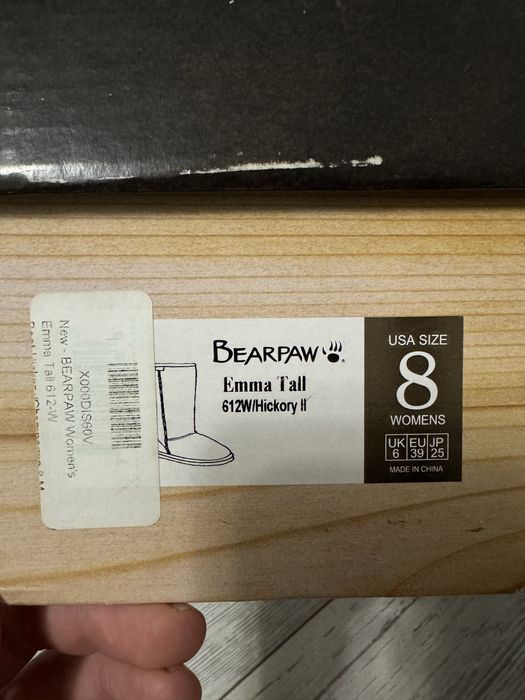 BEARPAW
Emma Tall
612W/Hickory II
USA SIZE
8
WOMENS
UK EU JP
6 39 25
MADE IN CHINA
X000DIS60V
New - BEARPAW Women's
Emma Tall 612-W